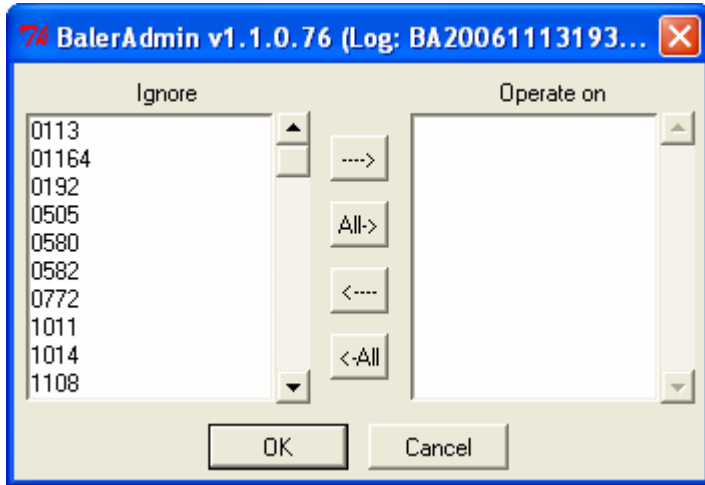 BalerAdmin v1.1.0.76 (Log: BA20061113193...
Ignore
Operate on
0113
01164
0192
0505
0580
0582
0772
1011
1014
1108
---->
All->
<----
<-All
OK
Cancel